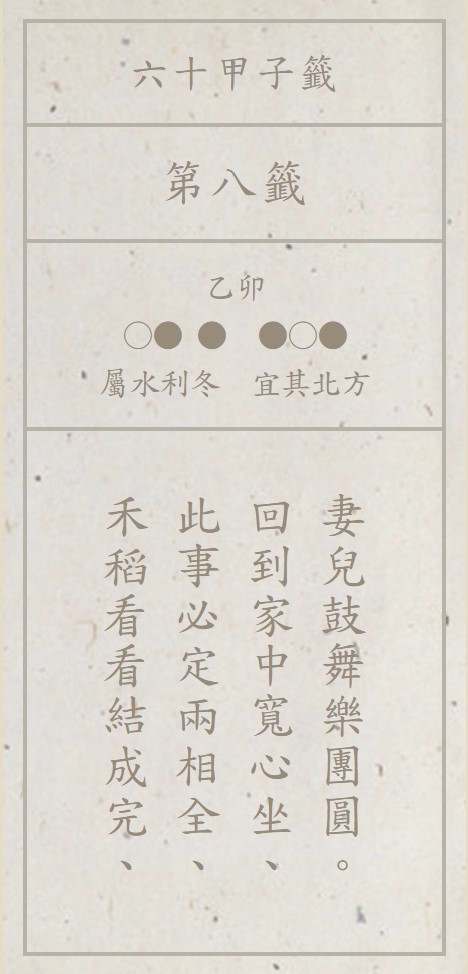 六十甲子籤
第八籤
乙卯
○● ● ●○●
屬水利冬 宜其北方
禾稻看看結成完、
此事必定兩相全、
回到家中寬心坐、
妻兒鼓舞樂團圓。